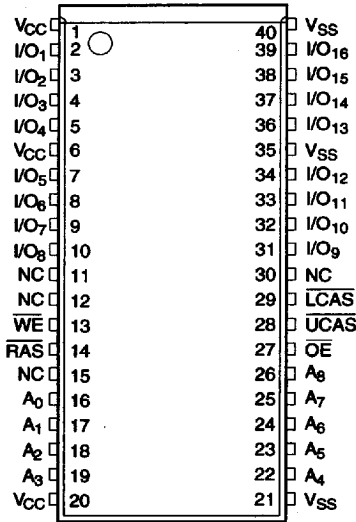 VCC 1 40 VSS
I/O1 2 39 I/O16
I/O2 3 38 I/O15
I/O3 4 37 I/O14
I/O4 5 36 I/O13
VCC 6 35 VSS
I/O5 7 34 I/O12
I/O6 8 33 I/O11
I/O7 9 32 I/O10
I/O8 10 31 I/O9
NC 11 30 NC
NC 12 29 LCAS
WE 13 28 UCAS
RAS 14 27 OE
NC 15 26 A8
A0 16 25 A7
A1 17 24 A6
A2 18 23 A5
A3 19 22 A4
VCC 20 21 VSS